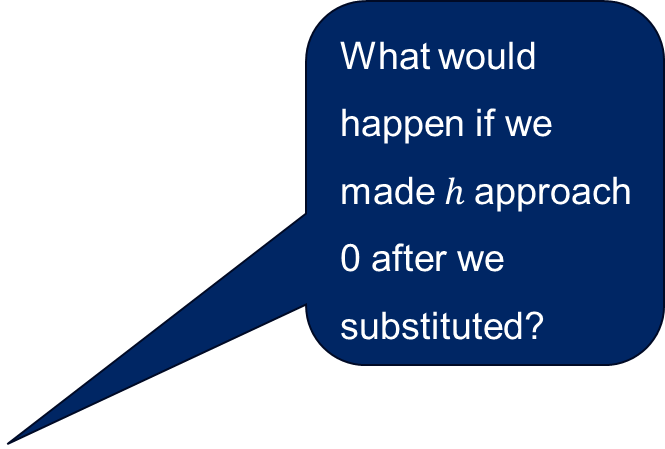 What would
happen if we
made h approach
0 after we
substituted?